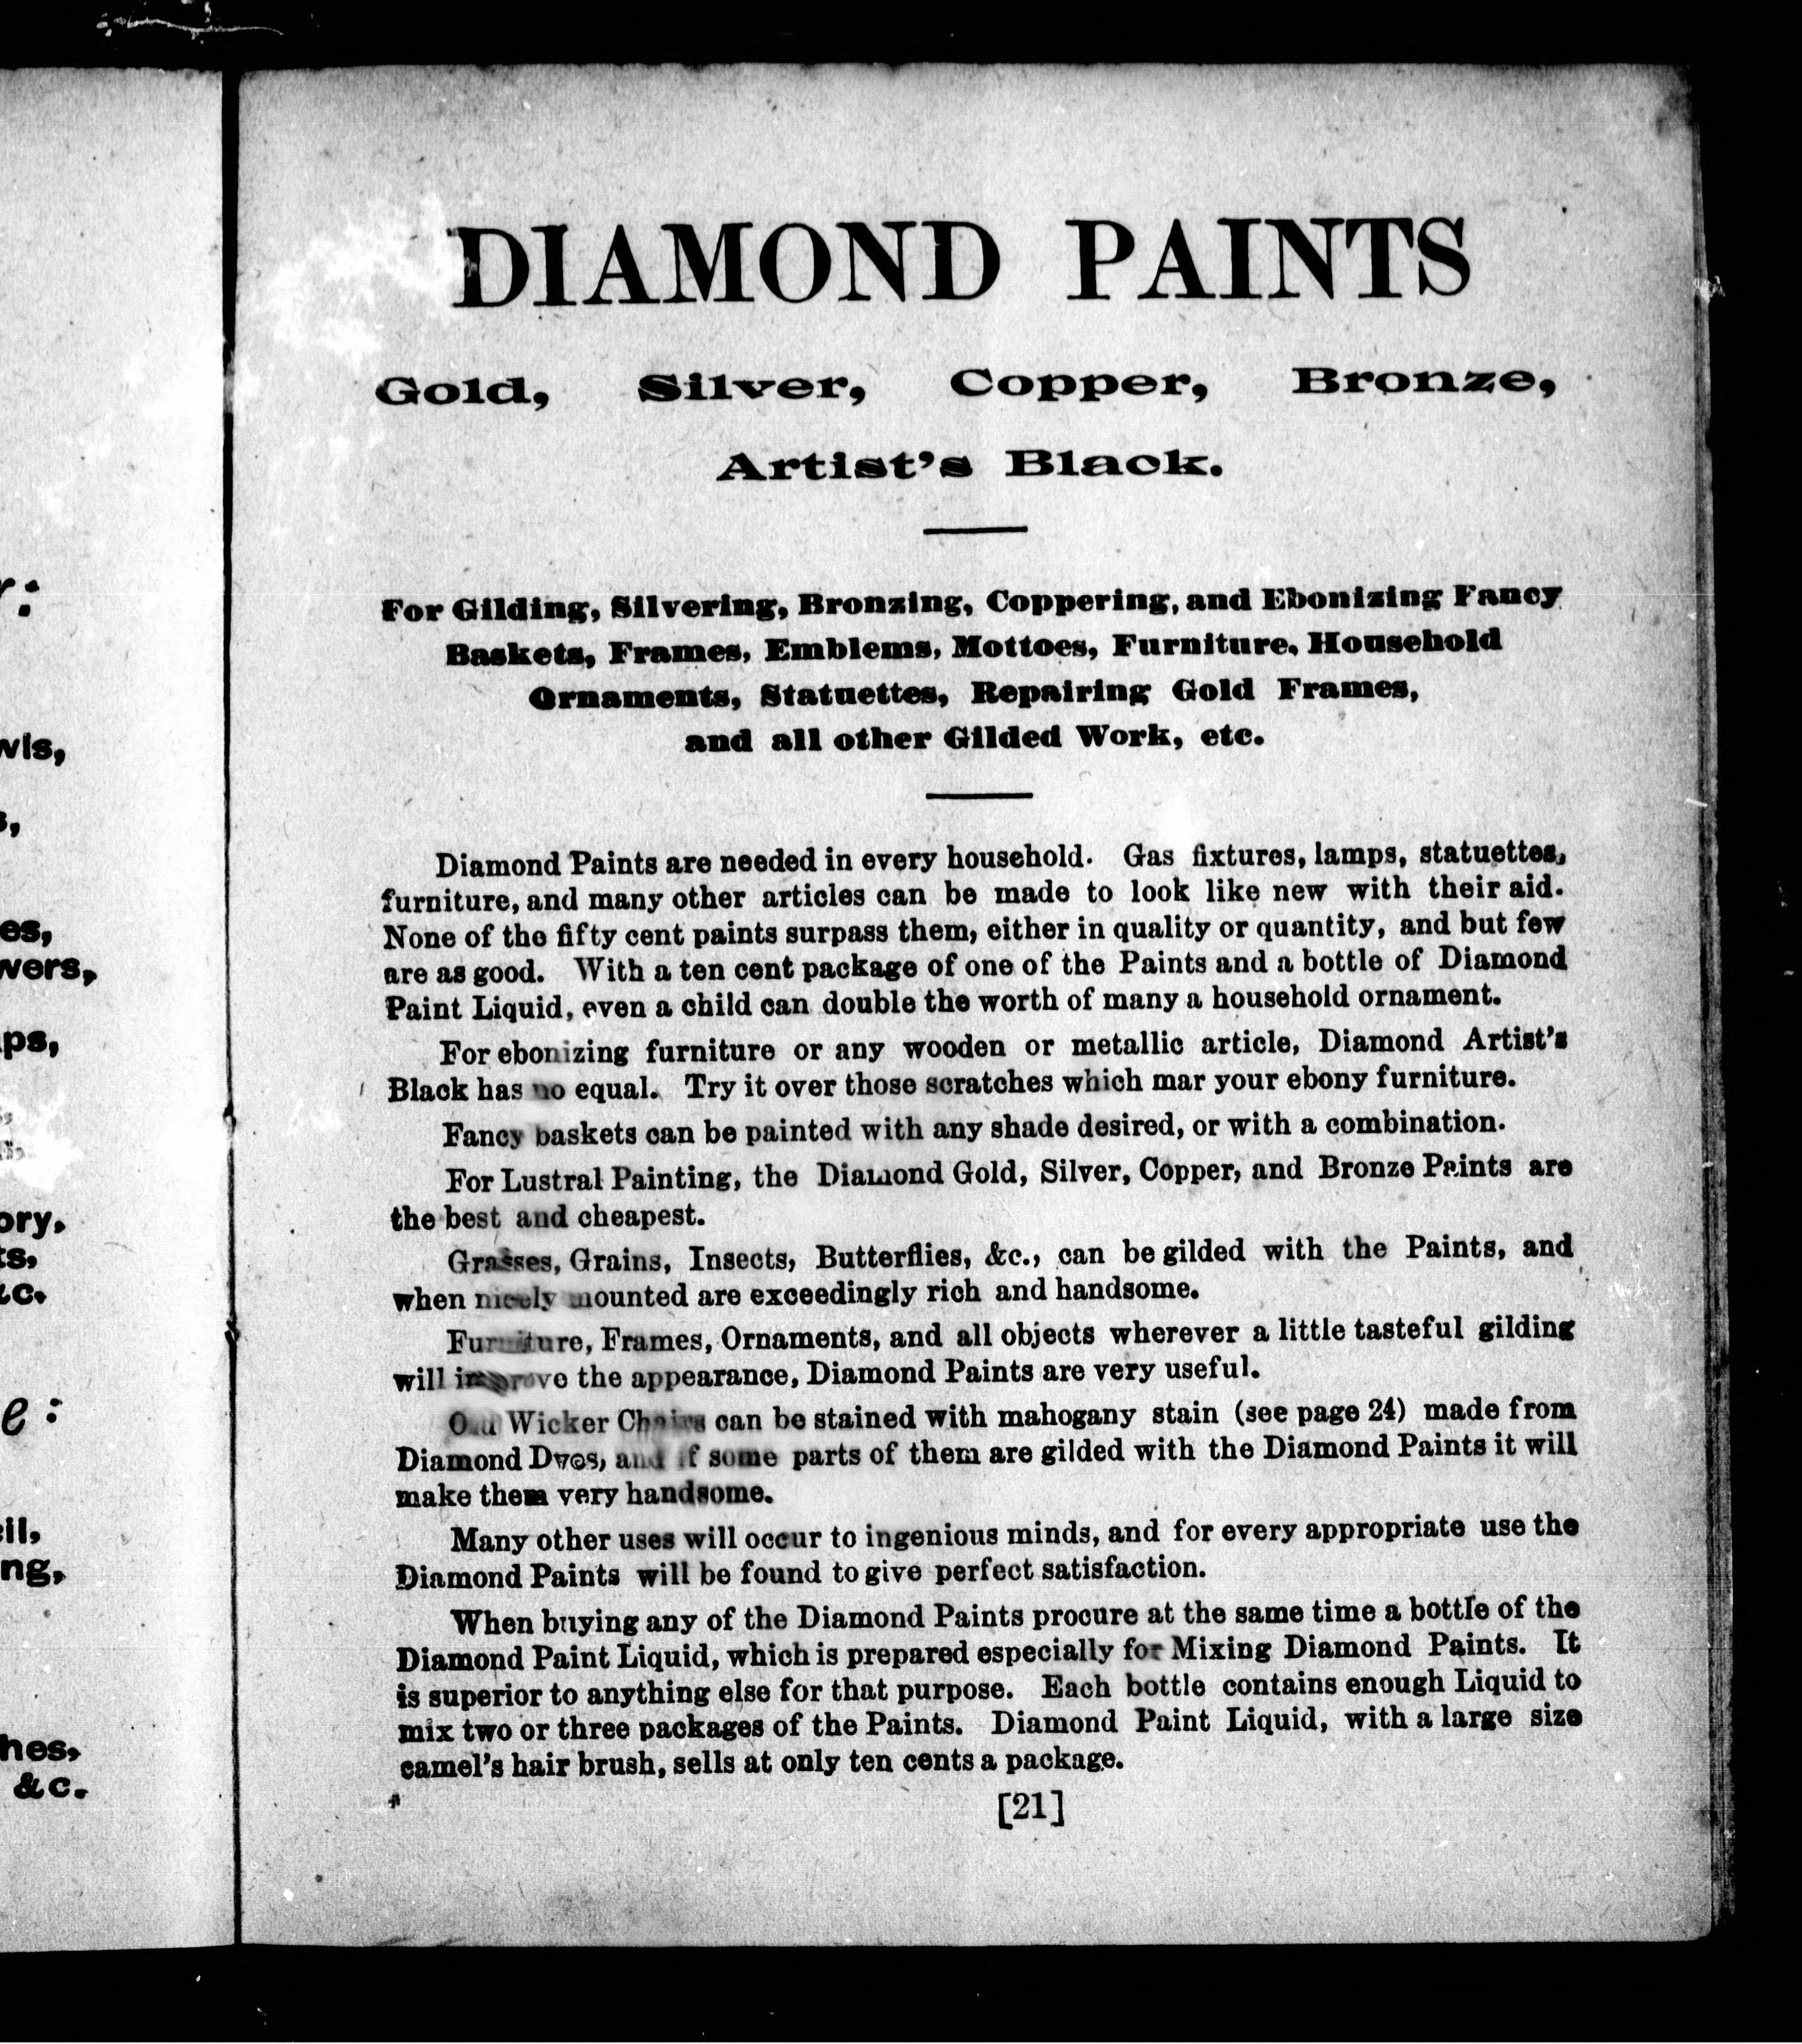 r:
wls,
s,
es,
wers,
ps,
ory,
ts,
&c.
e:
il,
ng,
hes,
&c.
DIAMOND PAINTS
Gold, Silver, Copper, Bronze,
Artist's Black.
For Gilding, Silvering, Bronzing, Coppering, and Ebonizing Fancy
Baskets, Frames, Emblems, Mottoes, Furniture, Household
Ornaments, Statuettes, Repairing Gold Frames,
and all other Gilded Work, etc.
Diamond Paints are needed in every household. Gas fixtures, lamps, statuettes,
furniture, and many other articles can be made to look like new with their aid.
None of the fifty cent paints surpass them, either in quality or quantity, and but few
are as good. With a ten cent package of one of the Paints and a bottle of Diamond
Paint Liquid, even a child can double the worth of many a household ornament.
For ebonizing furniture or any wooden or metallic article, Diamond Artist's
Black has no equal. Try it over those scratches which mar your ebony furniture.
Fancy baskets can be painted with any shade desired, or with a combination.
For Lustral Painting, the Diamond Gold, Silver, Copper, and Bronze Paints are
the best and cheapest.
Grasses, Grains, Insects, Butterflies, &c., can be gilded with the Paints, and
when nicely mounted are exceedingly rich and handsome.
Furniture, Frames, Ornaments, and all objects wherever a little tasteful gilding
will improve the appearance, Diamond Paints are very useful.
Old Wicker Chairs can be stained with mahogany stain (see page 24) made from
Diamond Dyes, and if some parts of them are gilded with the Diamond Paints it will
make them very handsome.
Many other uses will occur to ingenious minds, and for every appropriate use the
Diamond Paints will be found to give perfect satisfaction.
When buying any of the Diamond Paints procure at the same time a bottle of the
Diamond Paint Liquid, which is prepared especially for Mixing Diamond Paints. It
is superior to anything else for that purpose. Each bottle contains enough Liquid to
mix two or three packages of the Paints. Diamond Paint Liquid, with a large size
camel's hair brush, sells at only ten cents a package.
[21]